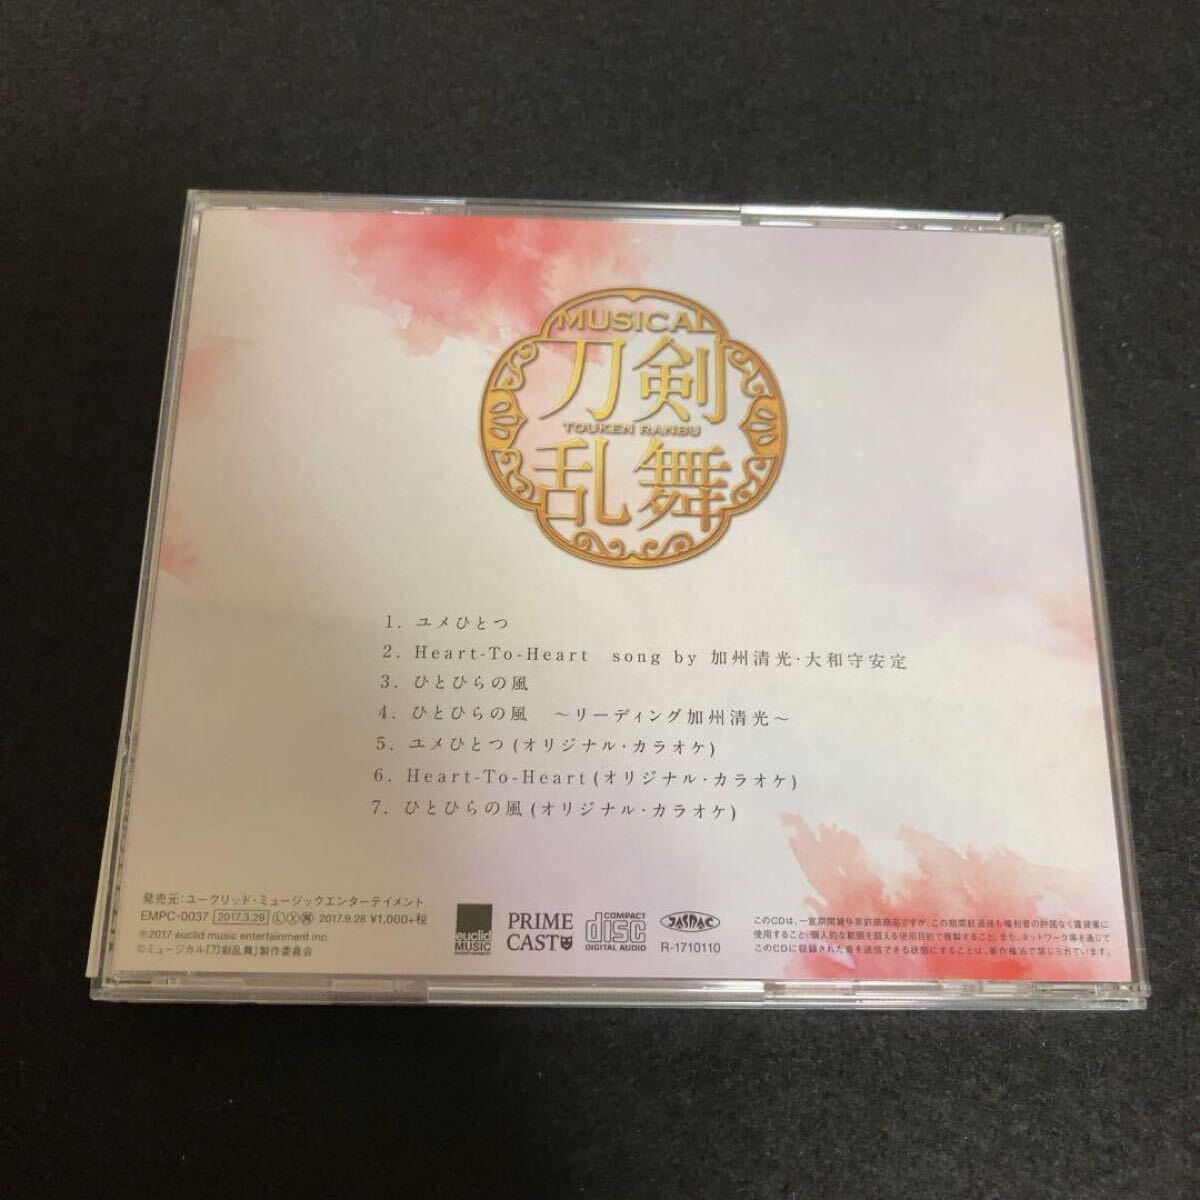 MUSICAL
刀剣
TOUKEN RANBU
乱舞
1. ユメひとつ
2. Heart-To-Heart song by 加州清光・大和守安定
3. ひとひらの風
4. ひとひらの風 ～リーディング加州清光～
5. ユメひとつ(オリジナル・カラオケ)
6. Heart-To-Heart(オリジナル・カラオケ)
7. ひとひらの風(オリジナル・カラオケ)
発売元：ユークリッド・ミュージックエンターテイメント
EMPC-0037 2017.3.29 Ⓛ Ⓧ ㊢ 2017.9.28 ¥1,000+税
℗2017 euclid music entertainment inc.
©ミュージカル『刀剣乱舞』製作委員会
euclid
MUSIC
ENTERTAINMENT
PRIME
CAST
COMPACT
disc
DIGITAL AUDIO
JASRAC
R-1710110
このCDは、一定期間貸与非許諾商品ですが、この期間経過後も権利者の許諾なく賃貸業に
使用すること、個人的な範囲を超える使用目的で複製すること、また、ネットワーク等を通じて
このCDに収録された音を送信できる状態にすることは、著作権法で禁じられています。